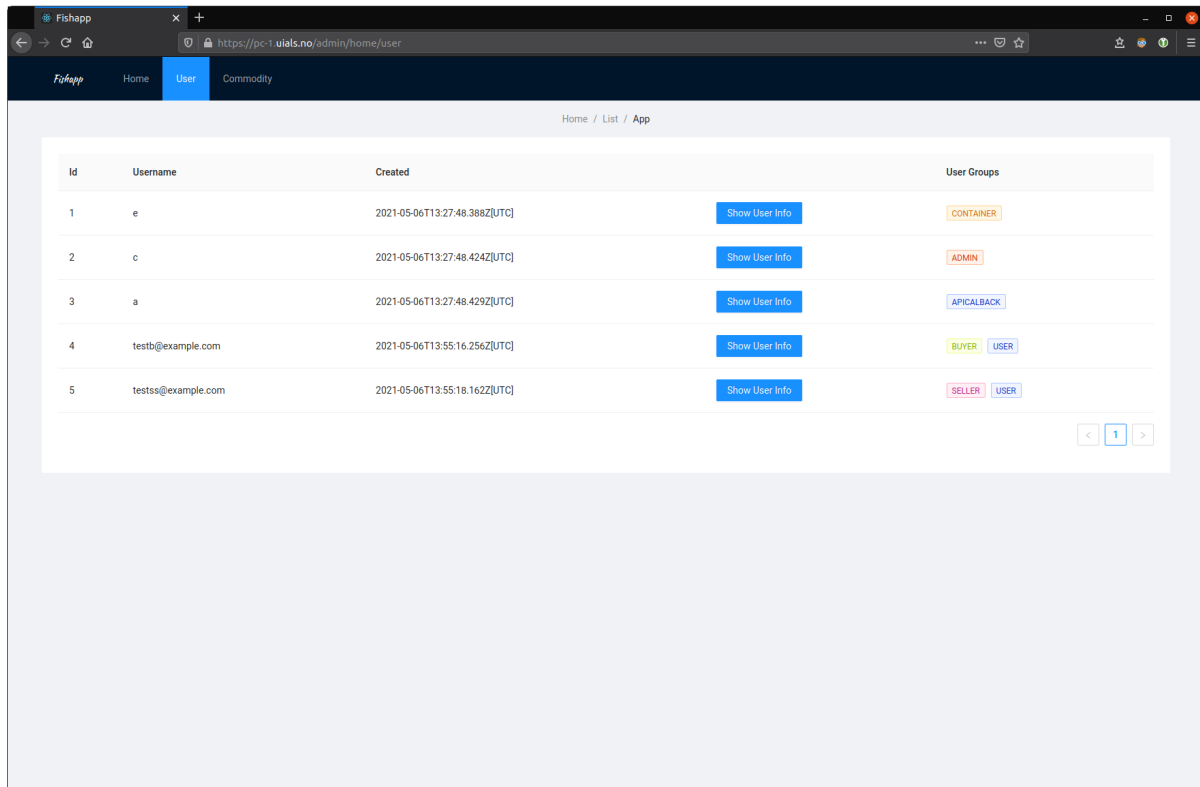 Fishapp
https://pc-1.uials.no/admin/home/user
Fishapp Home User Commodity
Home / List / App
Id Username Created User Groups
1 e 2021-05-06T13:27:48.388Z[UTC] Show User Info CONTAINER
2 c 2021-05-06T13:27:48.424Z[UTC] Show User Info ADMIN
3 a 2021-05-06T13:27:48.429Z[UTC] Show User Info APICALBACK
4 testb@example.com 2021-05-06T13:55:16.256Z[UTC] Show User Info BUYER USER
5 testss@example.com 2021-05-06T13:55:18.162Z[UTC] Show User Info SELLER USER
< 1 >